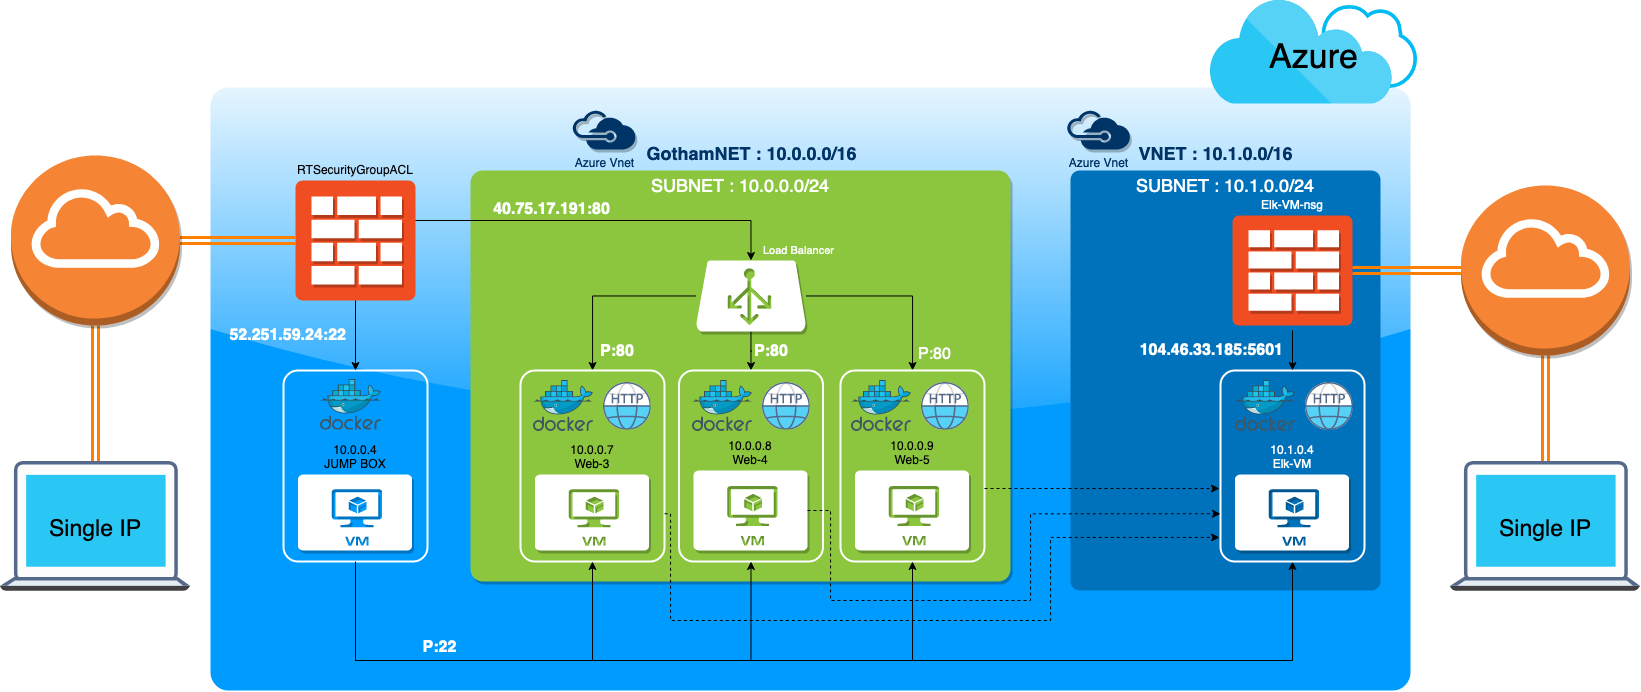 Azure
Azure Vnet
GothamNET : 10.0.0.0/16
Azure Vnet
VNET : 10.1.0.0/16
RTSecurityGroupACL
SUBNET : 10.0.0.0/24
SUBNET : 10.1.0.0/24
40.75.17.191:80
Elk-VM-nsg
Load Balancer
52.251.59.24:22
P:80
P:80
P:80
104.46.33.185:5601
docker
10.0.0.4
JUMP BOX
VM
docker
HTTP
10.0.0.7
Web-3
VM
docker
HTTP
10.0.0.8
Web-4
VM
docker
HTTP
10.0.0.9
Web-5
VM
docker
HTTP
10.1.0.4
Elk-VM
VM
Single IP
Single IP
P:22